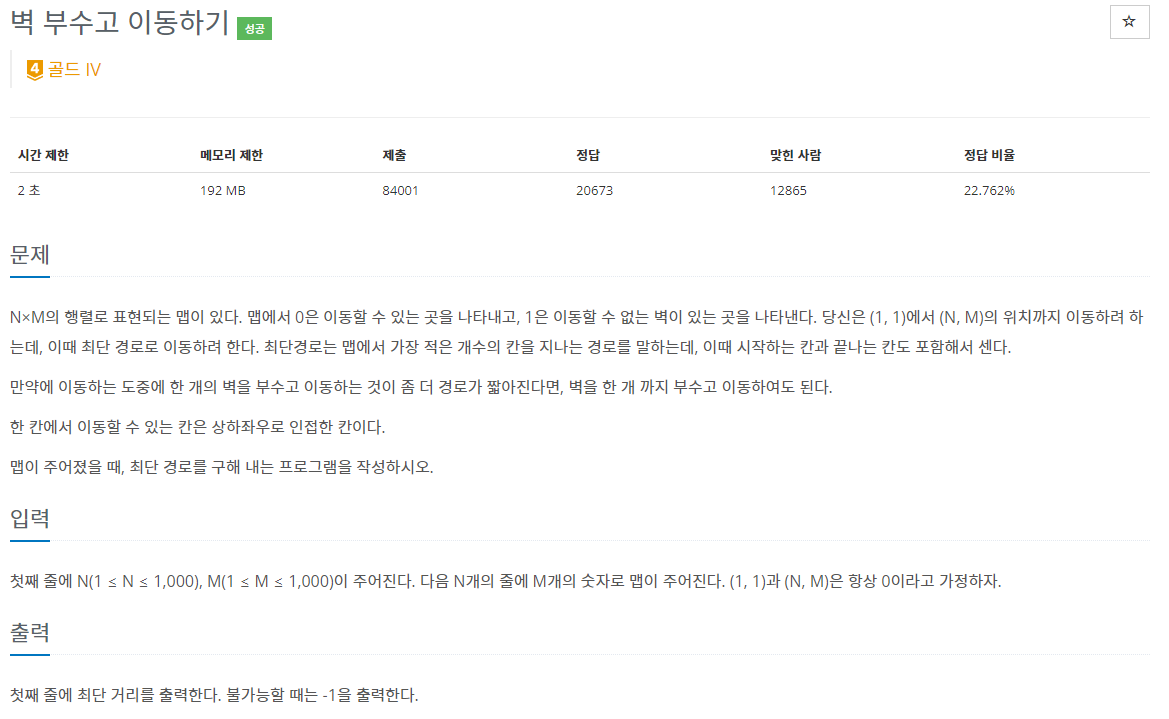 벽 부수고 이동하기 성공
☆
4 골드 IV
시간 제한 메모리 제한 제출 정답 맞힌 사람 정답 비율
2 초 192 MB 84001 20673 12865 22.762%
문제
N×M의 행렬로 표현되는 맵이 있다. 맵에서 0은 이동할 수 있는 곳을 나타내고, 1은 이동할 수 없는 벽이 있는 곳을 나타낸다. 당신은 (1, 1)에서 (N, M)의 위치까지 이동하려 하
는데, 이때 최단 경로로 이동하려 한다. 최단경로는 맵에서 가장 적은 개수의 칸을 지나는 경로를 말하는데, 이때 시작하는 칸과 끝나는 칸도 포함해서 센다.
만약에 이동하는 도중에 한 개의 벽을 부수고 이동하는 것이 좀 더 경로가 짧아진다면, 벽을 한 개 까지 부수고 이동하여도 된다.
한 칸에서 이동할 수 있는 칸은 상하좌우로 인접한 칸이다.
맵이 주어졌을 때, 최단 경로를 구해 내는 프로그램을 작성하시오.
입력
첫째 줄에 N(1 ≤ N ≤ 1,000), M(1 ≤ M ≤ 1,000)이 주어진다. 다음 N개의 줄에 M개의 숫자로 맵이 주어진다. (1, 1)과 (N, M)은 항상 0이라고 가정하자.
출력
첫째 줄에 최단 거리를 출력한다. 불가능할 때는 -1을 출력한다.